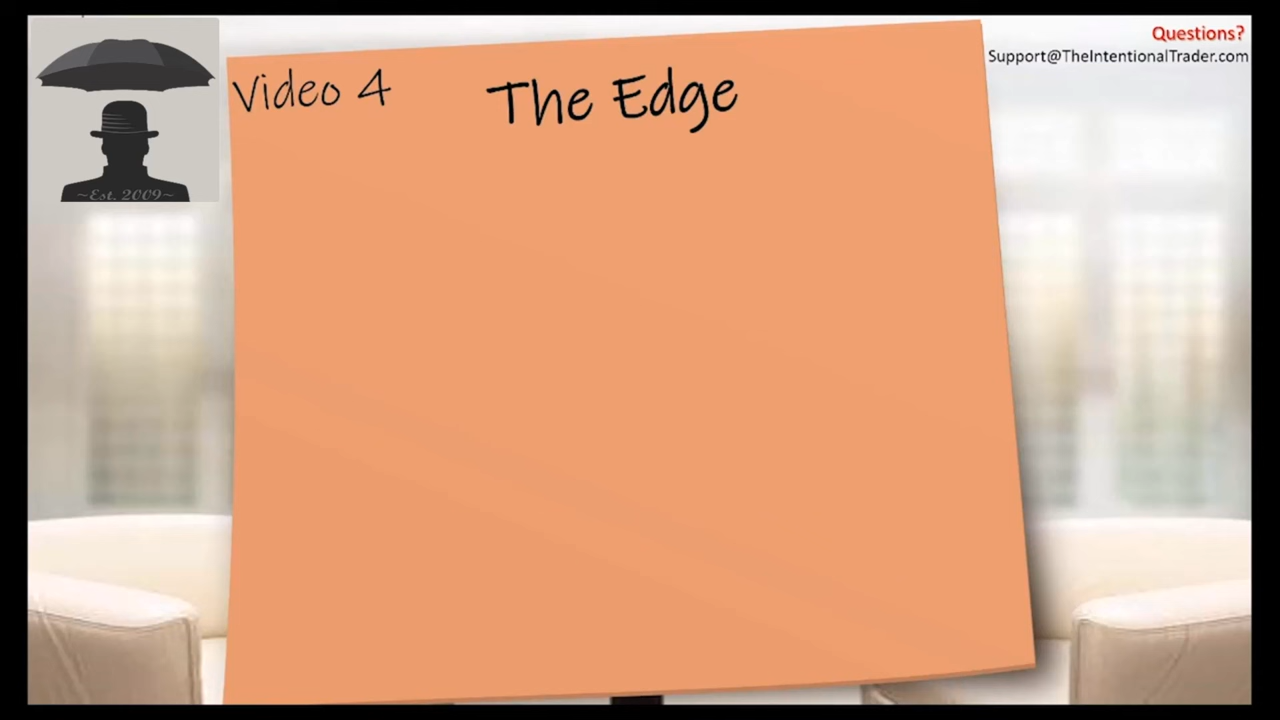 Questions?
Support@TheIntentionalTrader.com
Video 4 The Edge
~Est. 2009~